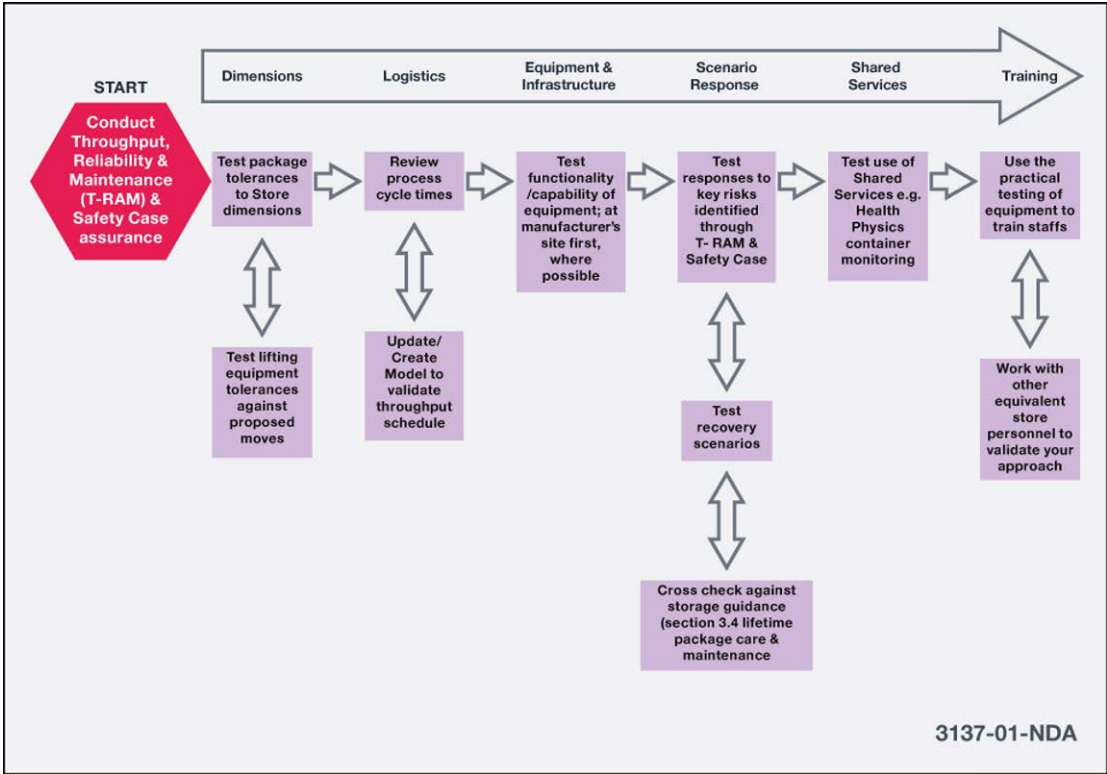 START
Conduct
Throughput,
Reliability &
Maintenance
(T-RAM) &
Safety Case
assurance
Dimensions
Logistics
Equipment &
Infrastructure
Scenario
Response
Shared
Services
Training
Test package
tolerances
to Store
dimensions
Review
process
cycle times
Test
functionality
/capability of
equipment; at
manufacturer's
site first,
where
possible
Test
responses to
key risks
identified
through
T- RAM &
Safety Case
Test use of
Shared
Services e.g.
Health
Physics
container
monitoring
Use the
practical
testing of
equipment to
train staffs
Test lifting
equipment
tolerances
against
proposed
moves
Update/
Create
Model to
validate
throughput
schedule
Test
recovery
scenarios
Work with
other
equivalent
store
personnel to
validate your
approach
Cross check against
storage guidance
(section 3.4 lifetime
package care &
maintenance
3137-01-NDA